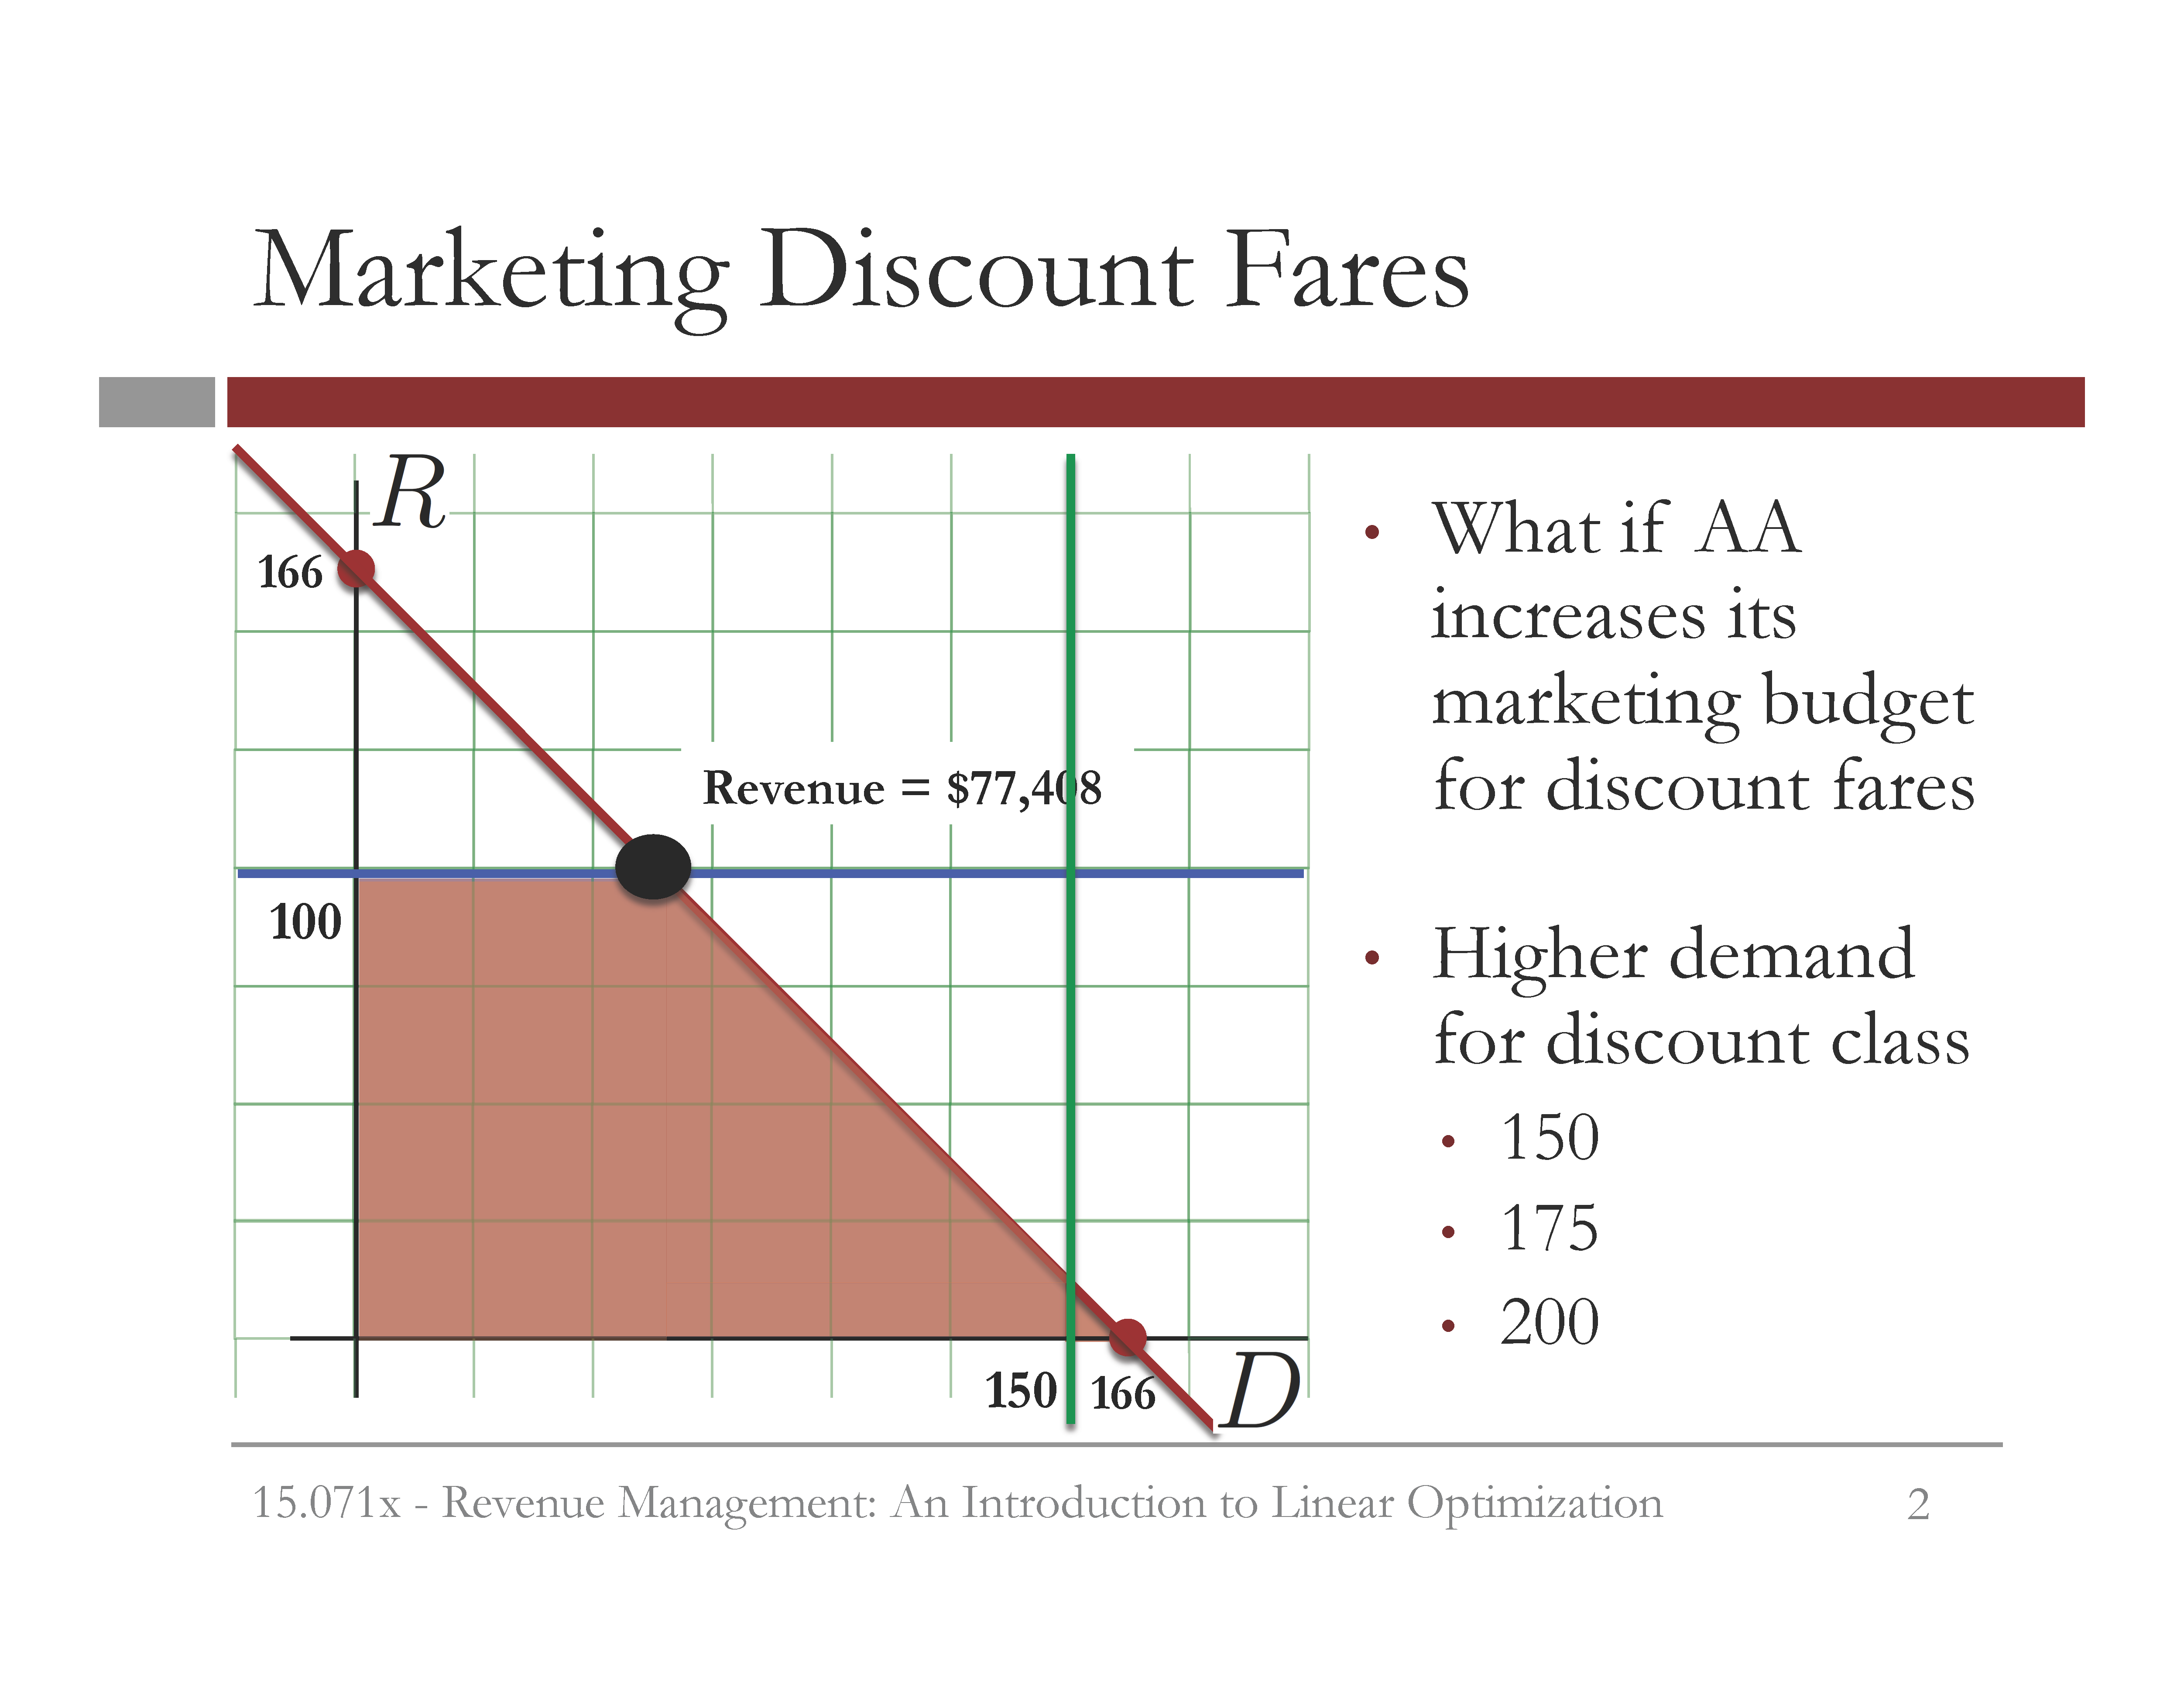 Marketing Discount Fares
R
166
Revenue = $77,408
100
150
166
D
• What if AA
increases its
marketing budget
for discount fares
• Higher demand
for discount class
• 150
• 175
• 200
15.071x - Revenue Management: An Introduction to Linear Optimization
2